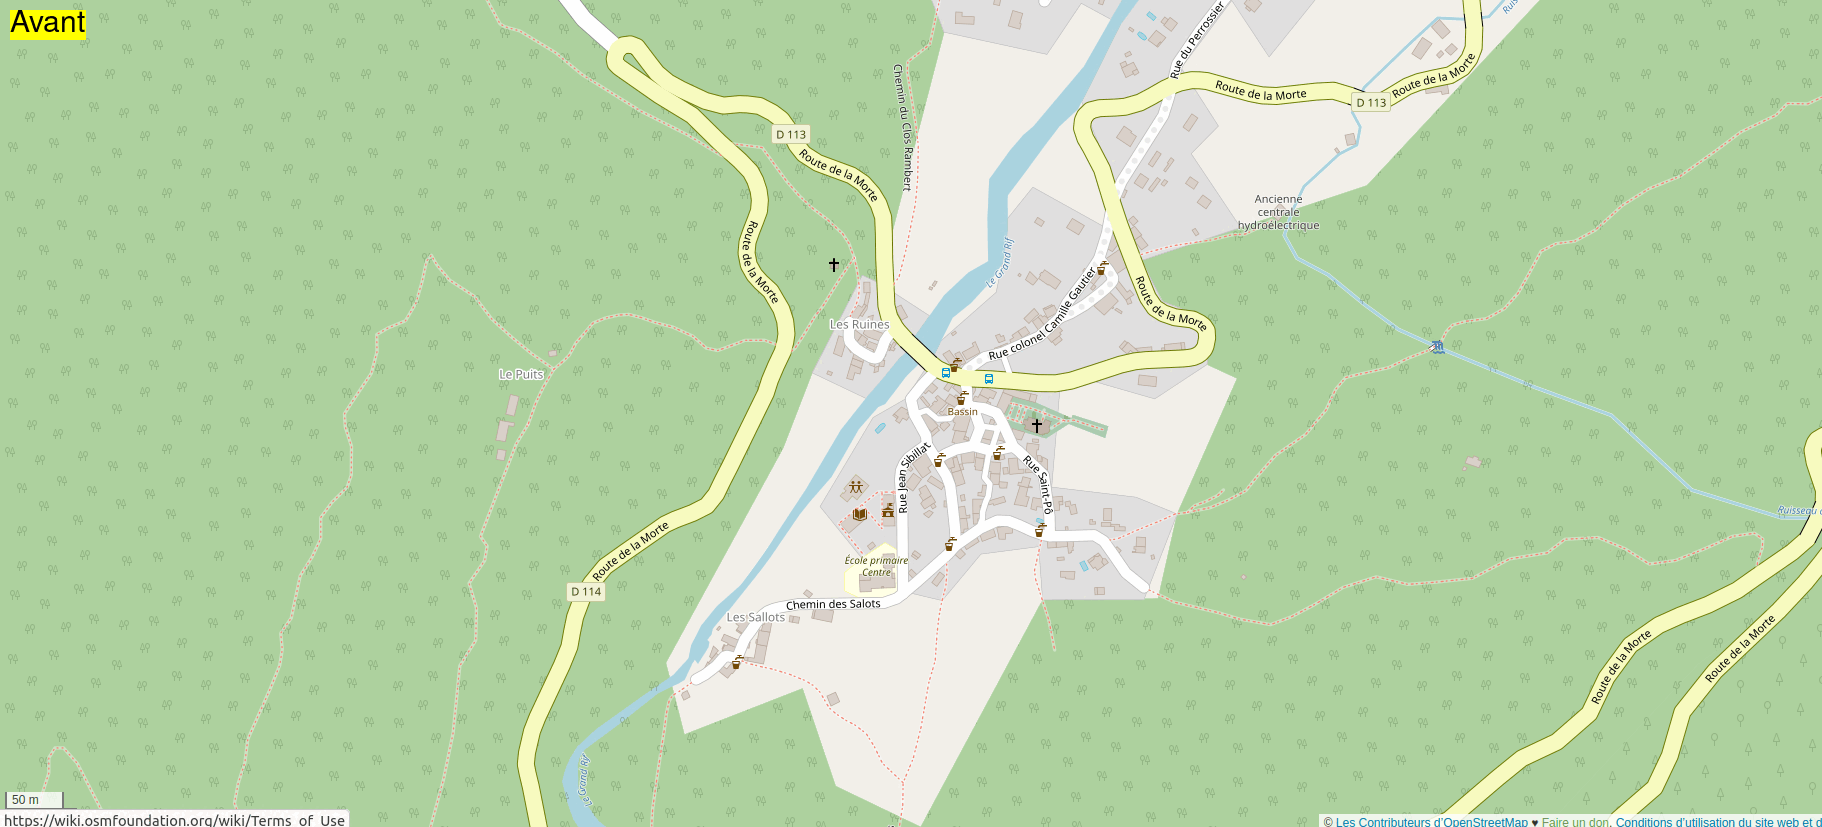 Avant
Rue du Perrossier
Route de la Morte
Route de la Morte
D 113
Chemin du Clos Rambert
D 113
Route de la Morte
Ancienne
centrale
hydroélectrique
Route de la Morte
Le Grand Rif
Rue colonel Camille Gautier
Route de la Morte
Les Ruines
Le Puits
Bassin
Rue Jean Sibillat
Rue Saint-Pô
Ruisseau
Route de la Morte
D 114
École primaire
Centre
Chemin des Salots
Les Sallots
Route de la Morte
Route de la Morte
Le Grand Rif
50 m
https://wiki.osmfoundation.org/wiki/Terms_of_Use
© Les Contributeurs d'OpenStreetMap ♥ Faire un don. Conditions d'utilisation du site web et d